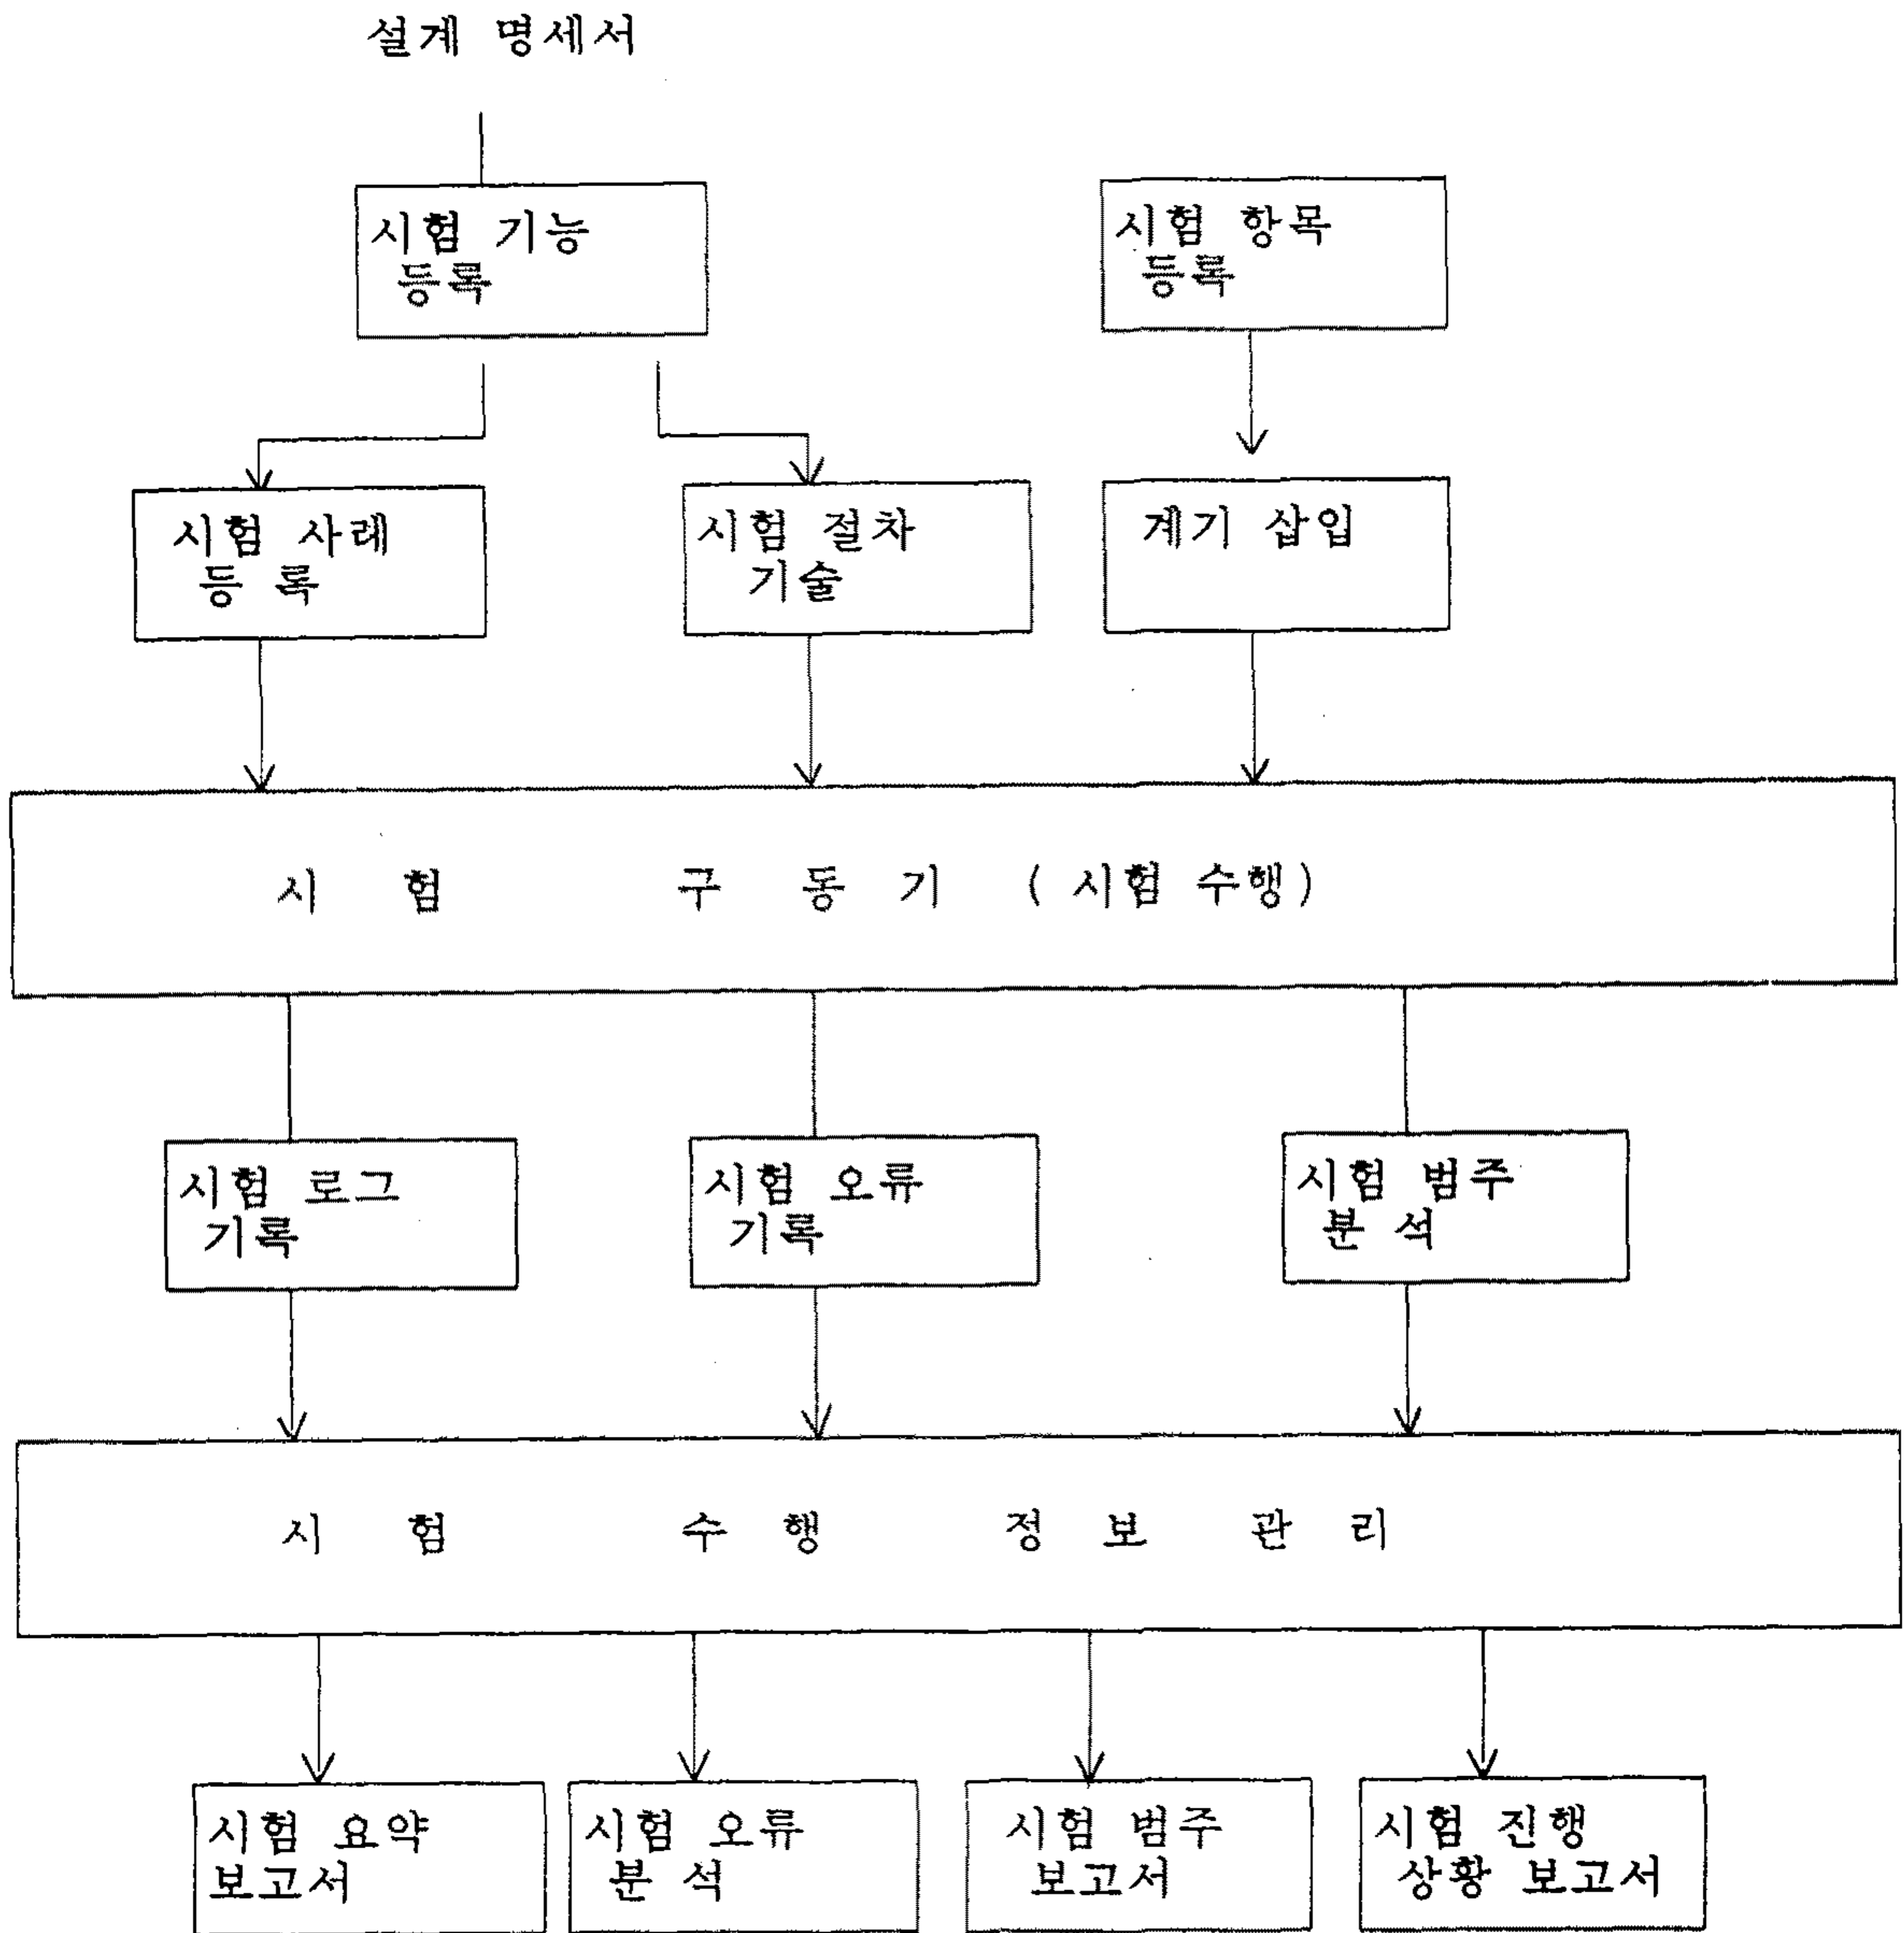 설계 명세서
시험 기능
등록
시험 항목
등록
시험 사례
등 록
시험 절차
기술
계기 삽입
시 험 구 동 기 ( 시험 수행 )
시험 로그
기록
시험 오류
기록
시험 범주
분 석
시 험 수 행 정 보 관 리
시험 요약
보고서
시험 오류
분 석
시험 범주
보고서
시험 진행
상황 보고서